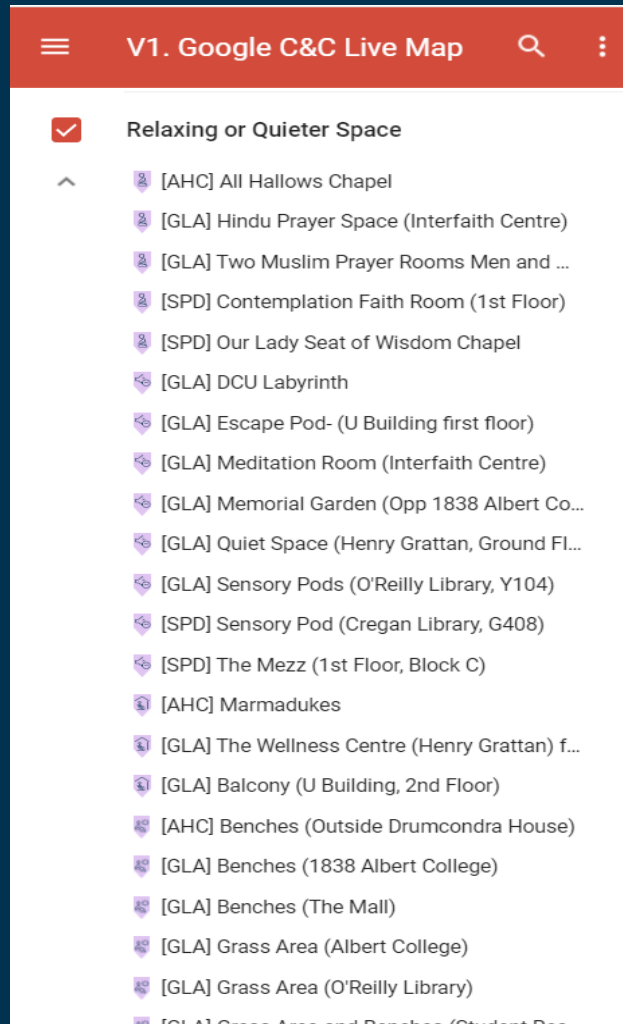 V1. Google C&C Live Map
Relaxing or Quieter Space
[AHC] All Hallows Chapel
[GLA] Hindu Prayer Space (Interfaith Centre)
[GLA] Two Muslim Prayer Rooms Men and ...
[SPD] Contemplation Faith Room (1st Floor)
[SPD] Our Lady Seat of Wisdom Chapel
[GLA] DCU Labyrinth
[GLA] Escape Pod- (U Building first floor)
[GLA] Meditation Room (Interfaith Centre)
[GLA] Memorial Garden (Opp 1838 Albert Co...
[GLA] Quiet Space (Henry Grattan, Ground Fl...
[GLA] Sensory Pods (O'Reilly Library, Y104)
[SPD] Sensory Pod (Cregan Library, G408)
[SPD] The Mezz (1st Floor, Block C)
[AHC] Marmadukes
[GLA] The Wellness Centre (Henry Grattan) f...
[GLA] Balcony (U Building, 2nd Floor)
[AHC] Benches (Outside Drumcondra House)
[GLA] Benches (1838 Albert College)
[GLA] Benches (The Mall)
[GLA] Grass Area (Albert College)
[GLA] Grass Area (O'Reilly Library)
[GLA] Grass Area and Benches (Student